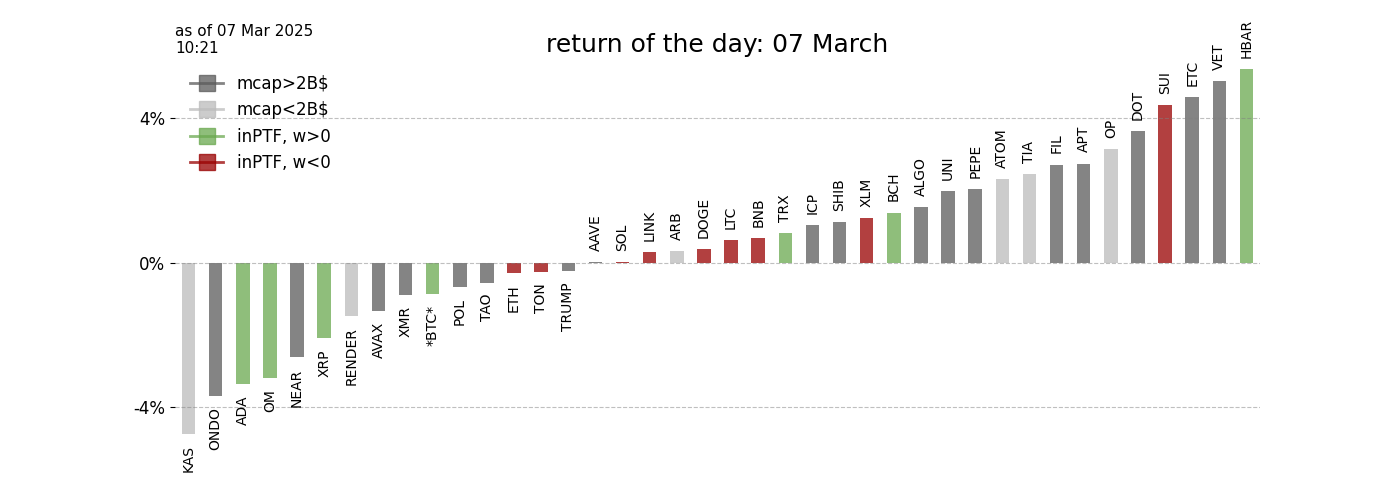 as of 07 Mar 2025
10:21
return of the day: 07 March
mcap>2B$
mcap<2B$
inPTF, w>0
inPTF, w<0
4%
0%
-4%
KAS
ONDO
ADA
OM
NEAR
XRP
RENDER
AVAX
XMR
*BTC*
POL
TAO
ETH
TON
TRUMP
AAVE
SOL
LINK
ARB
DOGE
LTC
BNB
TRX
ICP
SHIB
XLM
BCH
ALGO
UNI
PEPE
ATOM
TIA
FIL
APT
OP
DOT
SUI
ETC
VET
HBAR